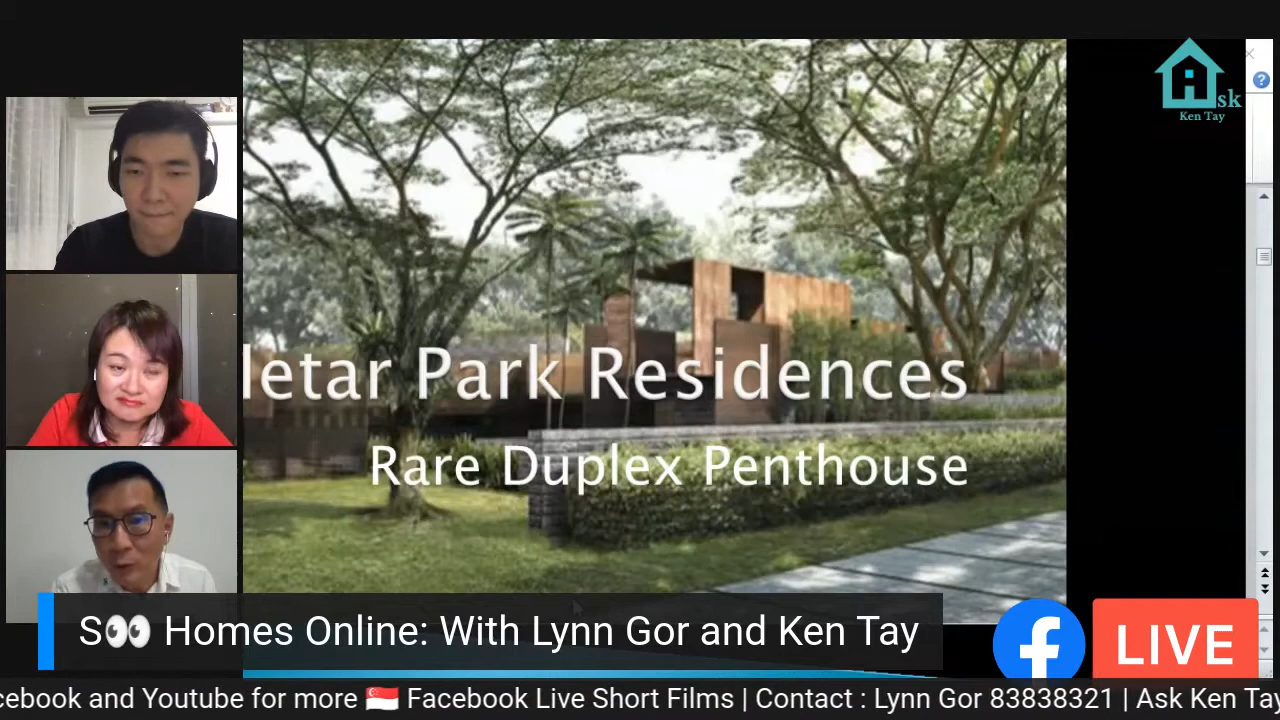 sk
Ken Tay
letar Park Residences
Rare Duplex Penthouse
S👀 Homes Online: With Lynn Gor and Ken Tay
LIVE
cebook and Youtube for more 🇸🇬 Facebook Live Short Films | Contact : Lynn Gor 83838321 | Ask Ken Tay